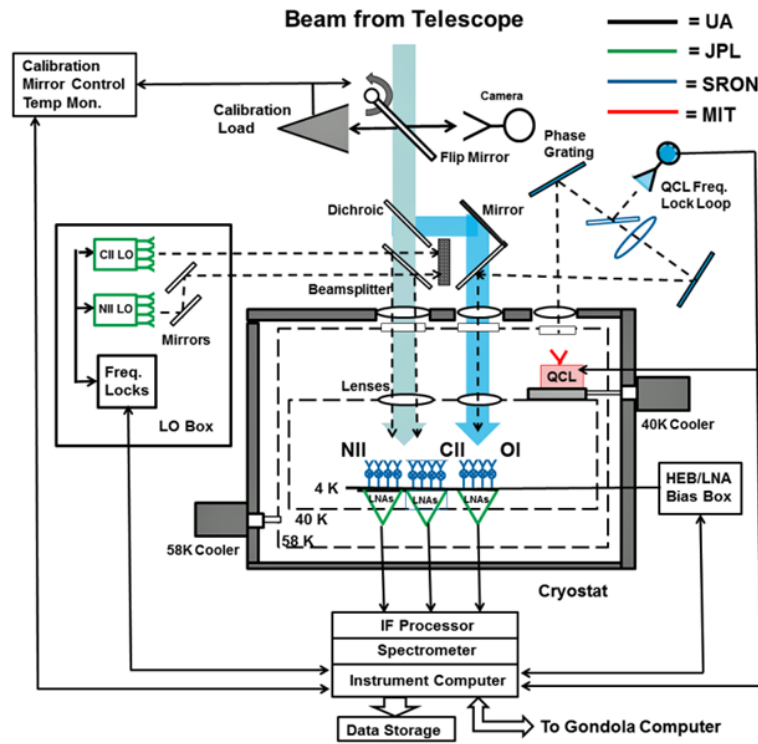 Beam from Telescope
= UA
= JPL
= SRON
= MIT
Calibration
Mirror Control
Temp Mon.
Calibration
Load
Camera
Flip Mirror
Phase
Grating
QCL Freq.
Lock Loop
Dichroic
Mirror
CII LO
NII LO
Mirrors
Beamsplitter
Freq.
Locks
LO Box
Lenses
QCL
40K Cooler
NII
CII
OI
4 K
LNAs
LNAs
LNAs
HEB/LNA
Bias Box
40 K
58 K
58K Cooler
Cryostat
IF Processor
Spectrometer
Instrument Computer
Data Storage
To Gondola Computer